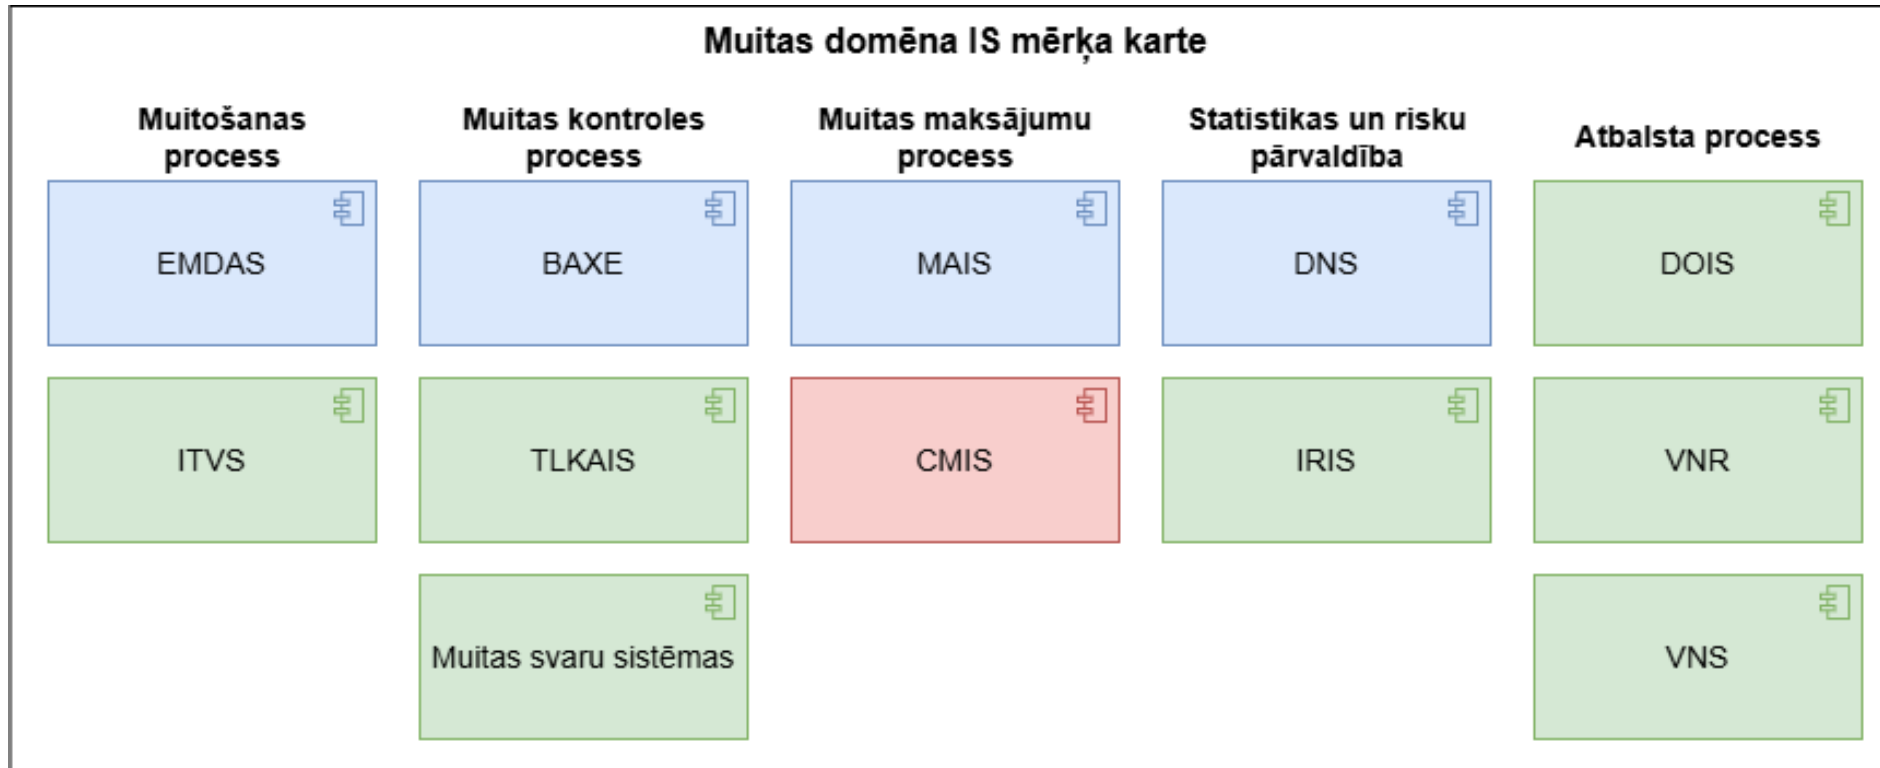 Muitas domēna IS mērķa karte
Muitošanas
process
Muitas kontroles
process
Muitas maksājumu
process
Statistikas un risku
pārvaldība
Atbalsta process
EMDAS
BAXE
MAIS
DNS
DOIS
ITVS
TLKAIS
CMIS
IRIS
VNR
Muitas svaru sistēmas
VNS